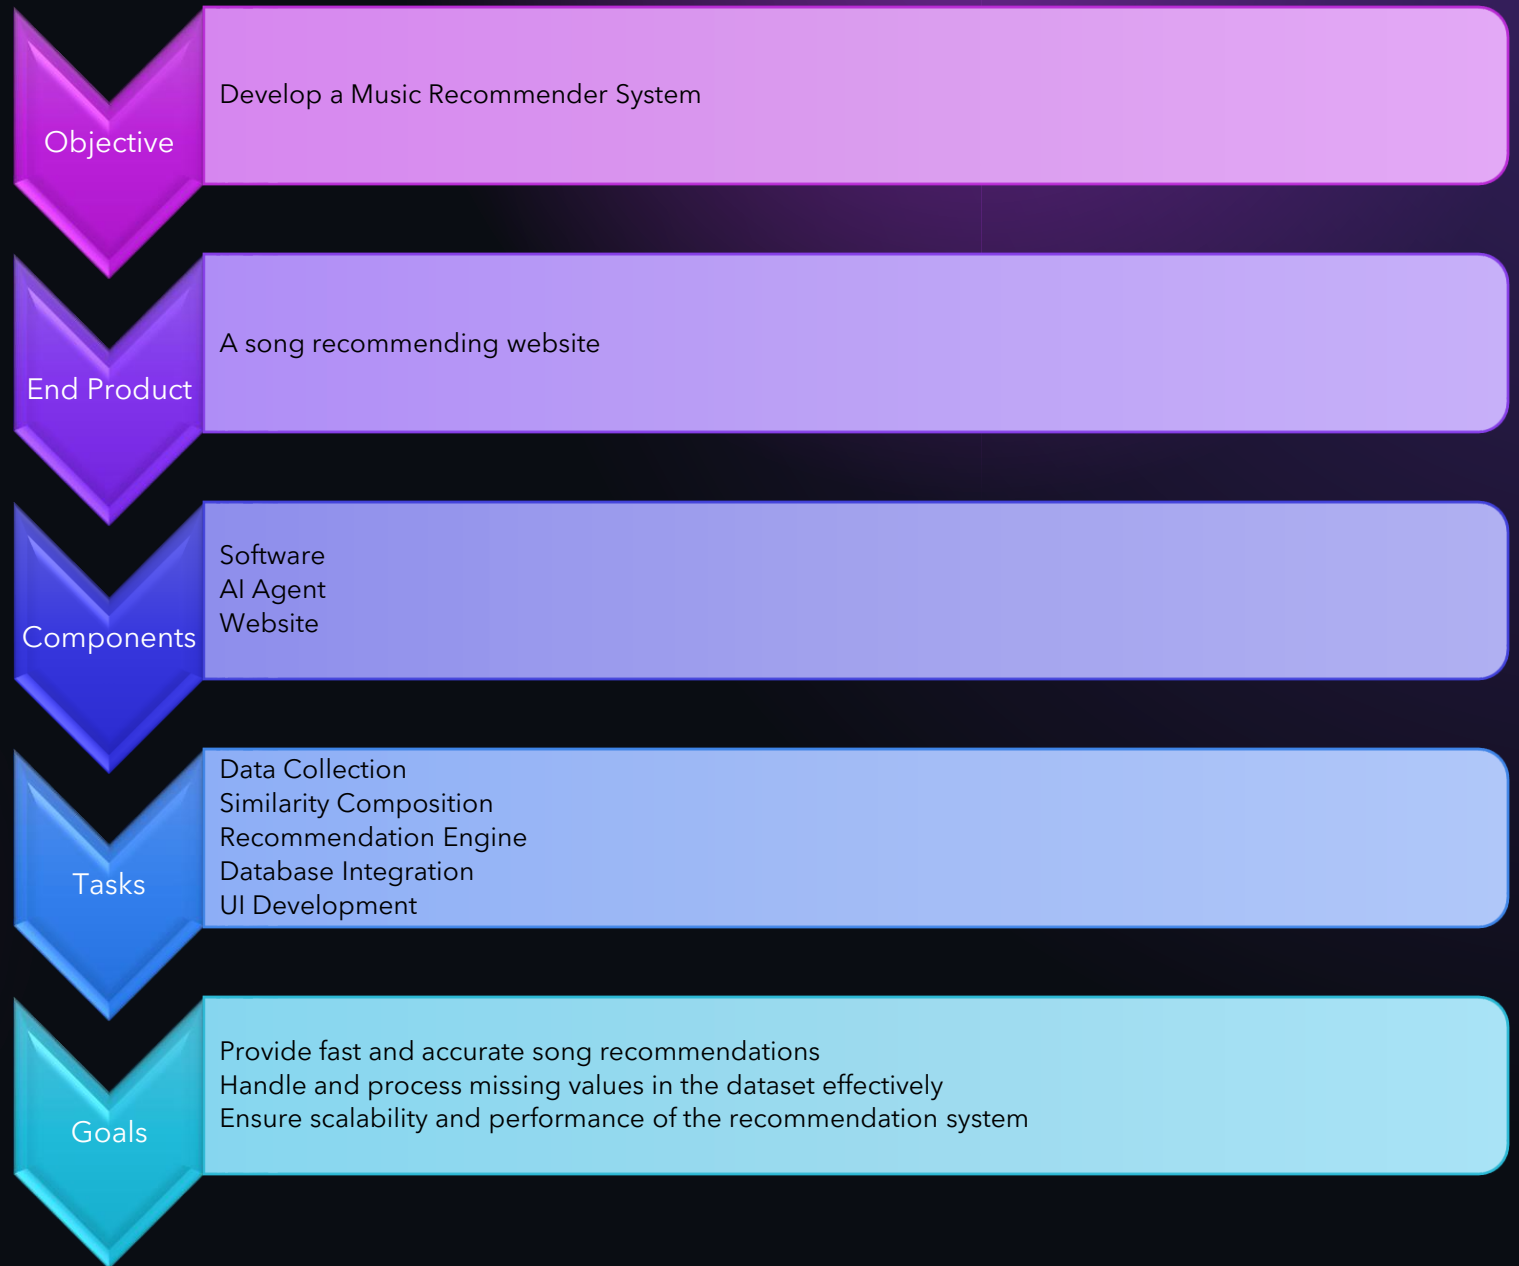 Objective
Develop a Music Recommender System
End Product
A song recommending website
Components
Software
AI Agent
Website
Tasks
Data Collection
Similarity Composition
Recommendation Engine
Database Integration
UI Development
Goals
Provide fast and accurate song recommendations
Handle and process missing values in the dataset effectively
Ensure scalability and performance of the recommendation system